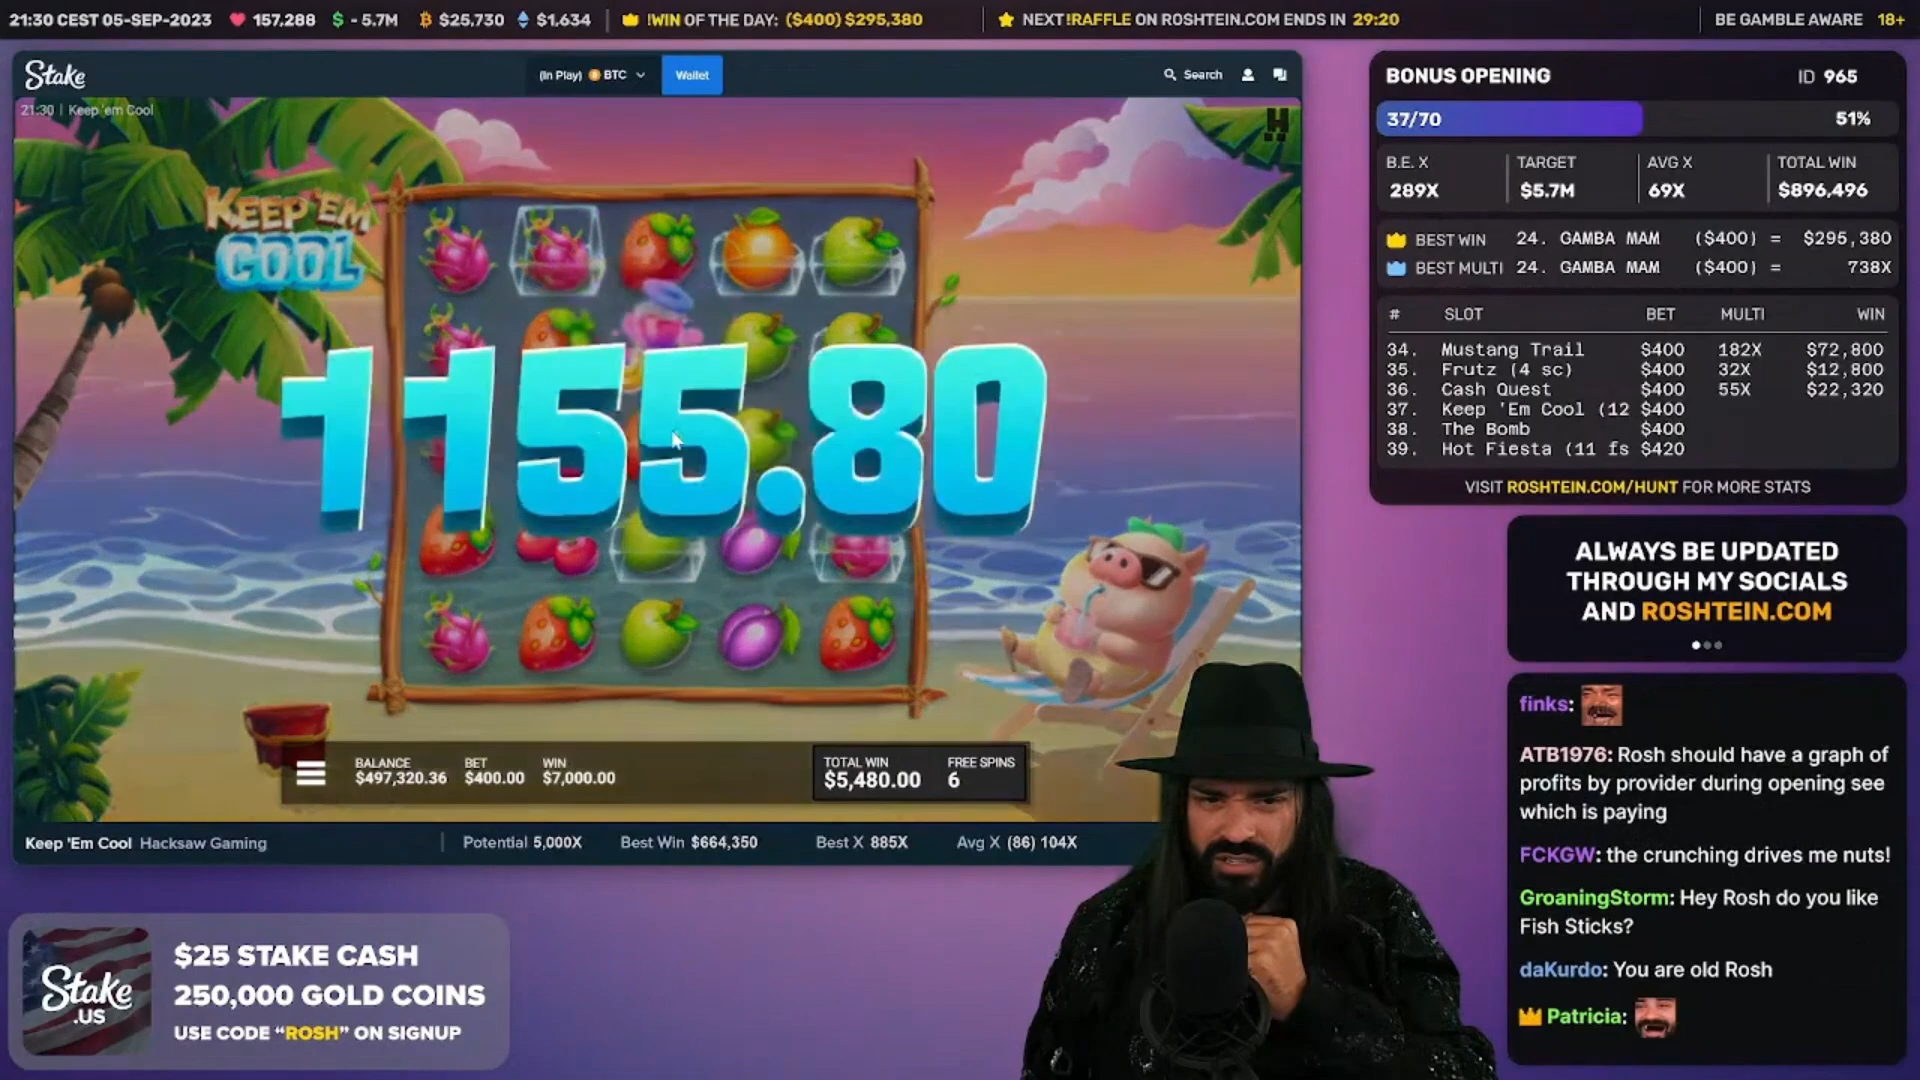 21:30 CEST 05-SEP-2023 157,288 $ - 5.7M $25,730 $1,634 !WIN OF THE DAY: ($400) $295,380 NEXT !RAFFLE ON ROSHTEIN.COM ENDS IN 29:20 BE GAMBLE AWARE 18+
Stake (In Play) BTC Wallet Search
21:30 | Keep 'em Cool
KEEP 'EM
COOL
1155.80
BALANCE BET WIN TOTAL WIN FREE SPINS
$497,320.36 $400.00 $7,000.00 $5,480.00 6
Keep 'Em Cool Hacksaw Gaming Potential 5,000X Best Win $664,350 Best X 885X Avg X (86) 104X
BONUS OPENING ID 965
37/70 51%
B.E. X TARGET AVG X TOTAL WIN
289X $5.7M 69X $896,496
BEST WIN 24. GAMBA MAM ($400) = $295,380
BEST MULTI 24. GAMBA MAM ($400) = 738X
# SLOT BET MULTI WIN
34. Mustang Trail $400 182X $72,800
35. Frutz (4 sc) $400 32X $12,800
36. Cash Quest $400 55X $22,320
37. Keep 'Em Cool (12 $400
38. The Bomb $400
39. Hot Fiesta (11 fs $420
VISIT ROSHTEIN.COM/HUNT FOR MORE STATS
ALWAYS BE UPDATED
THROUGH MY SOCIALS
AND ROSHTEIN.COM
finks:
ATB1976: Rosh should have a graph of
profits by provider during opening see
which is paying
FCKGW: the crunching drives me nuts!
GroaningStorm: Hey Rosh do you like
Fish Sticks?
daKurdo: You are old Rosh
Patricia:
Stake
.US
$25 STAKE CASH
250,000 GOLD COINS
USE CODE “ROSH” ON SIGNUP